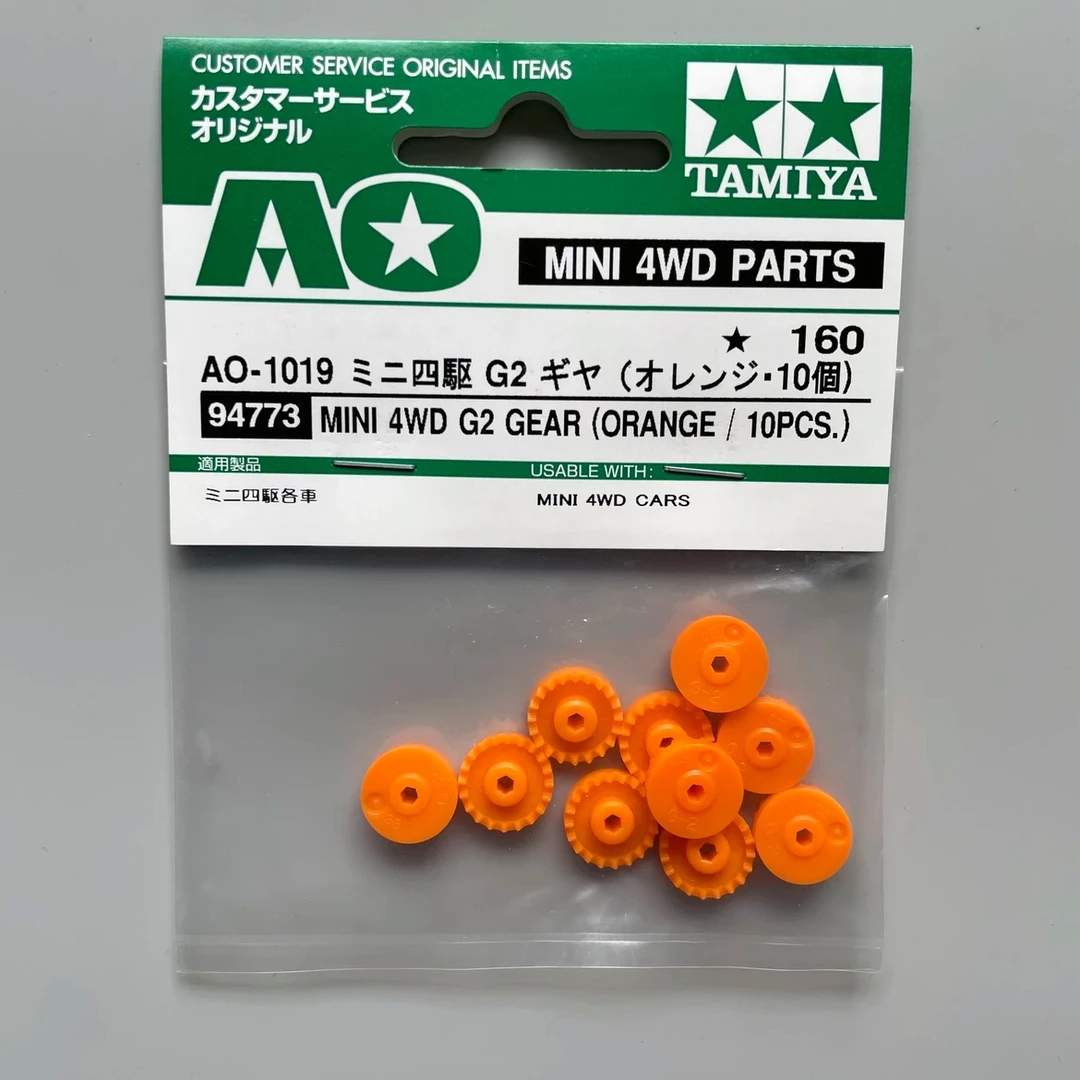 CUSTOMER SERVICE ORIGINAL ITEMS
カスタマーサービス
オリジナル
TAMIYA
AO
MINI 4WD PARTS
★ 160
AO-1019 ミニ四駆 G2 ギヤ（オレンジ・10個）
94773 MINI 4WD G2 GEAR (ORANGE / 10PCS.)
適用製品 USABLE WITH:
ミニ四駆各車 MINI 4WD CARS
G-2